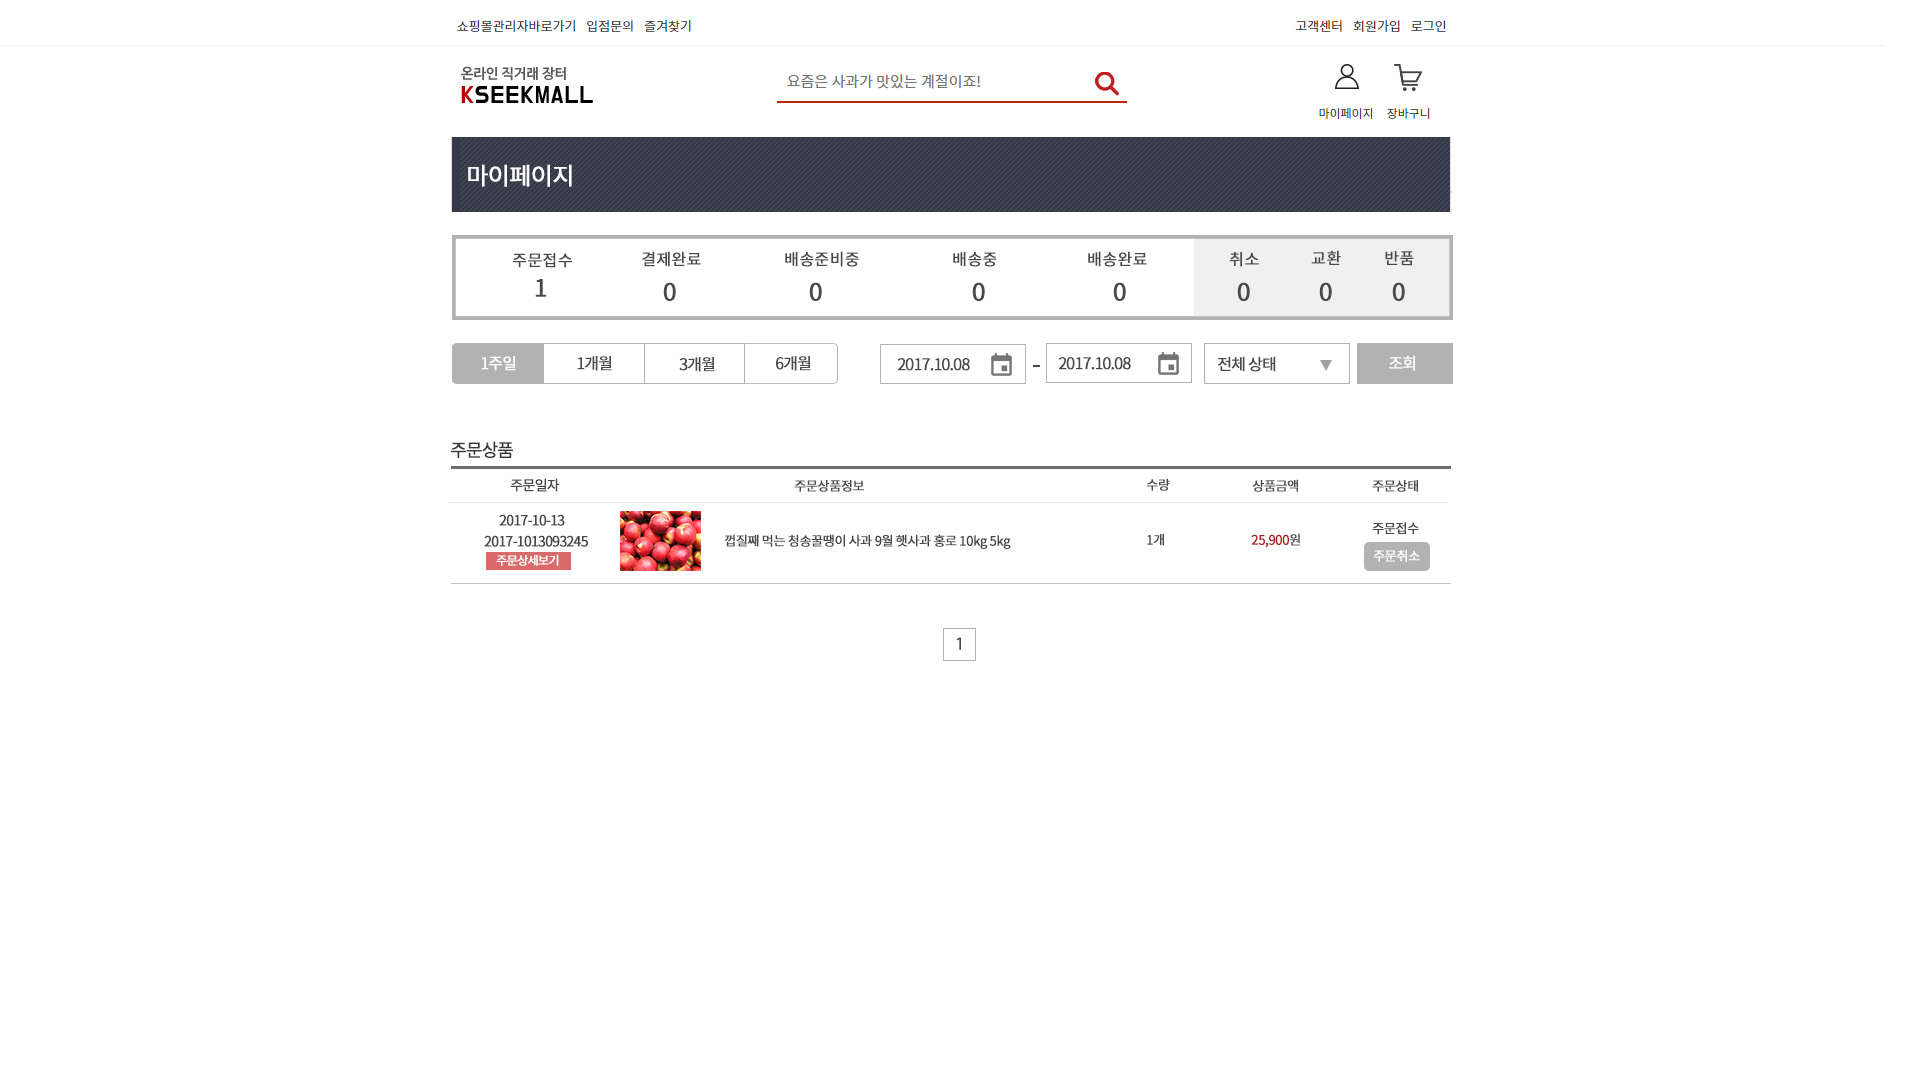 쇼핑몰관리자바로가기 입점문의 즐겨찾기 고객센터 회원가입 로그인
온라인 직거래 장터
KSEEKMALL
요즘은 사과가 맛있는 계절이죠!
마이페이지 장바구니
마이페이지
주문접수 결제완료 배송준비중 배송중 배송완료 취소 교환 반품
1 0 0 0 0 0 0 0
1주일 1개월 3개월 6개월 2017.10.08 - 2017.10.08 전체 상태 ▼ 조회
주문상품
주문일자 주문상품정보 수량 상품금액 주문상태
2017-10-13
2017-1013093245
주문상세보기
껍질째 먹는 청송꿀땡이 사과 9월 햇사과 홍로 10kg 5kg
1개
25,900원
주문접수
주문취소
1